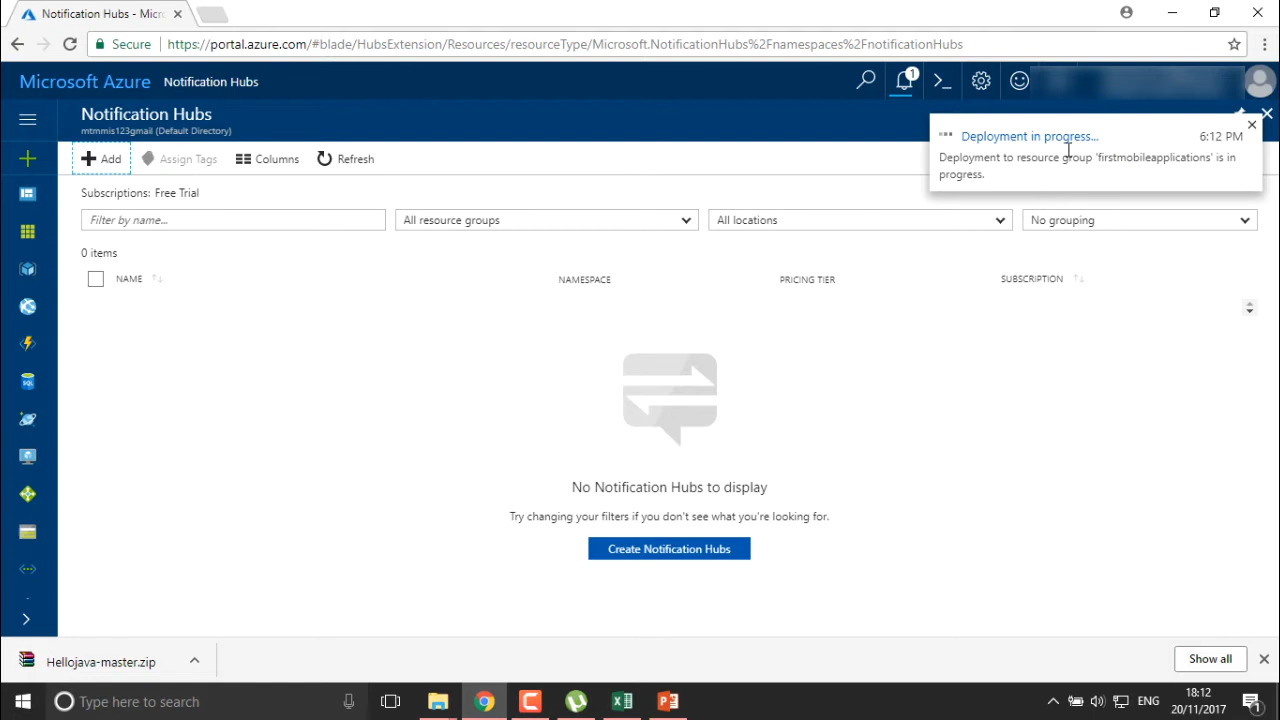 Notification Hubs - Micro
Secure
https://portal.azure.com/#blade/HubsExtension/Resources/resourceType/Microsoft.NotificationHubs%2Fnamespaces%2FnotificationHubs
Microsoft Azure Notification Hubs
1
Notification Hubs
mtmmis123gmail (Default Directory)
Deployment in progress... 6:12 PM
Deployment to resource group 'firstmobileapplications' is in
progress.
Add Assign Tags Columns Refresh
Subscriptions: Free Trial
Filter by name... All resource groups All locations No grouping
0 items
NAME NAMESPACE PRICING TIER SUBSCRIPTION
SQL
No Notification Hubs to display
Try changing your filters if you don't see what you're looking for.
Create Notification Hubs
Hellojava-master.zip Show all
Type here to search ENG 18:12
20/11/2017 1